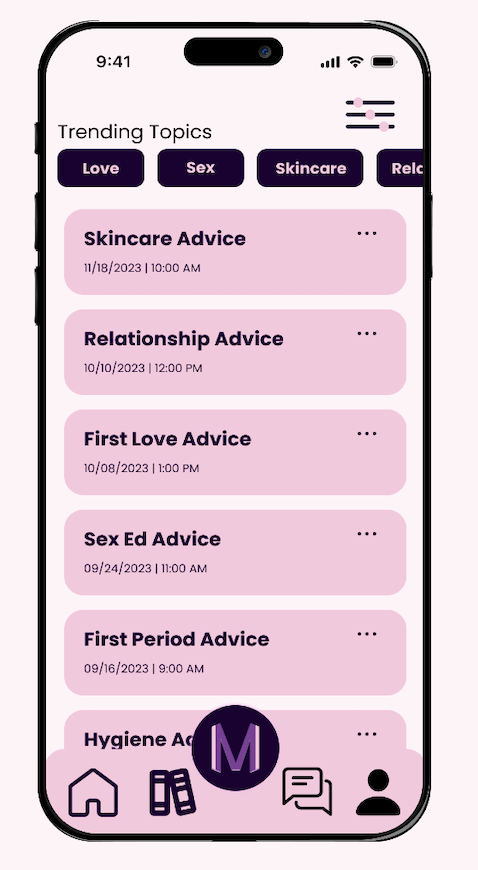 9:41
Trending Topics
Love
Sex
Skincare
Rela
Skincare Advice
11/18/2023 | 10:00 AM
Relationship Advice
10/10/2023 | 12:00 PM
First Love Advice
10/08/2023 | 1:00 PM
Sex Ed Advice
09/24/2023 | 11:00 AM
First Period Advice
09/16/2023 | 9:00 AM
Hygiene
M